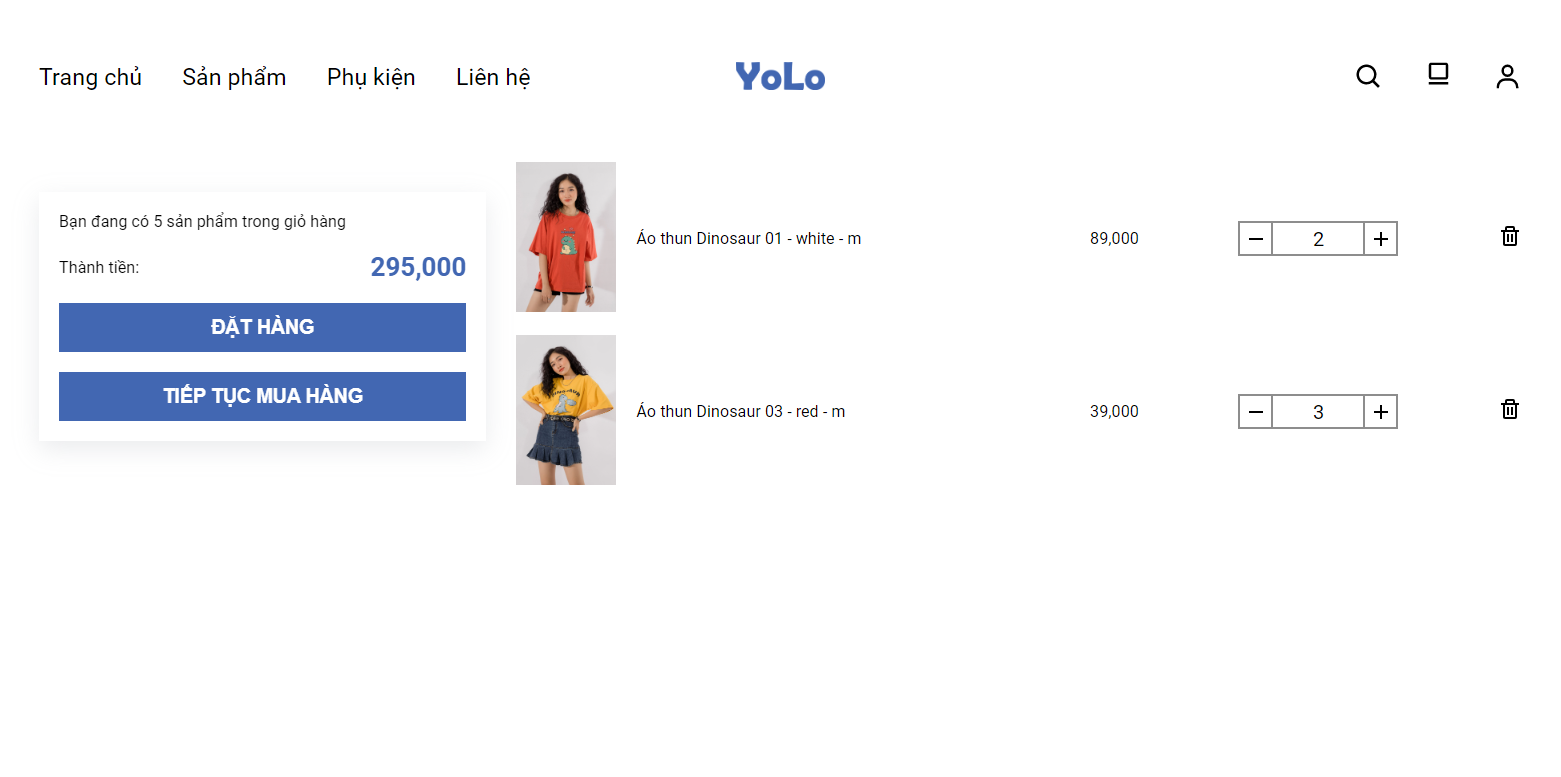 Trang chủ Sản phẩm Phụ kiện Liên hệ YoLo
Bạn đang có 5 sản phẩm trong giỏ hàng
Thành tiền: 295,000
ĐẶT HÀNG
TIẾP TỤC MUA HÀNG
Áo thun Dinosaur 01 - white - m 89,000 2
Áo thun Dinosaur 03 - red - m 39,000 3